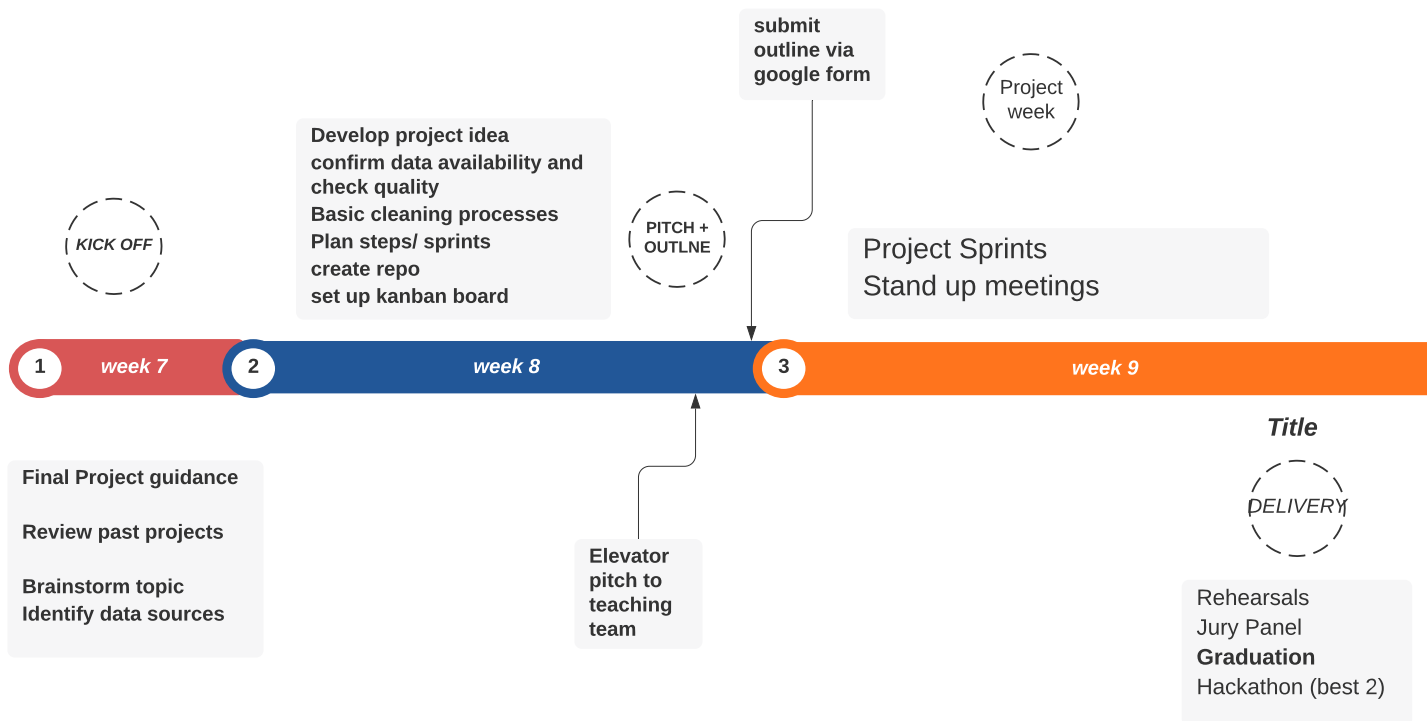 submit
outline via
google form
Project
week
Develop project idea
confirm data availability and
check quality
Basic cleaning processes
Plan steps/ sprints
create repo
set up kanban board
KICK OFF
PITCH +
OUTLNE
Project Sprints
Stand up meetings
1
week 7
2
week 8
3
week 9
Title
DELIVERY
Final Project guidance
Review past projects
Brainstorm topic
Identify data sources
Elevator
pitch to
teaching
team
Rehearsals
Jury Panel
Graduation
Hackathon (best 2)